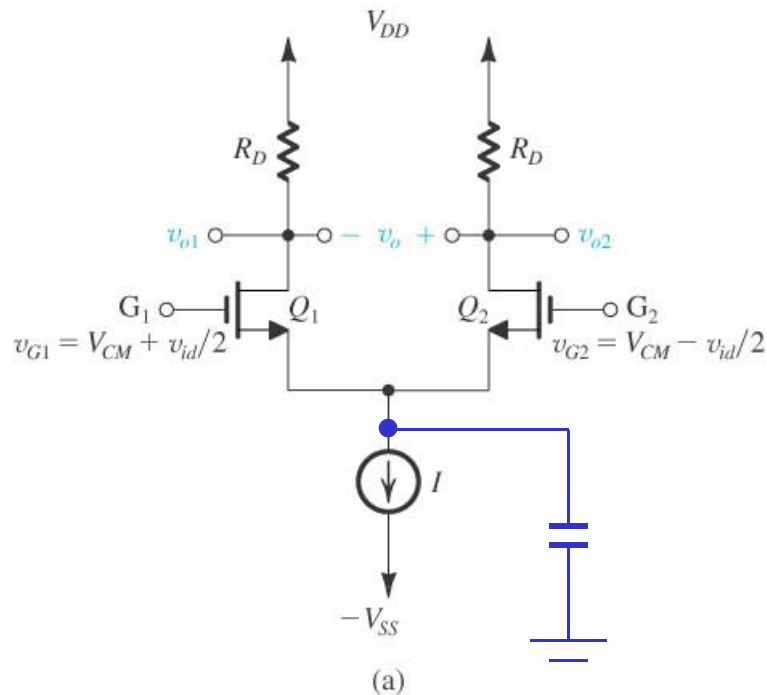 V_DD
R_D R_D
v_o1 − v_o + v_o2
G_1 Q_1 Q_2 G_2
v_G1 = V_CM + v_id/2 v_G2 = V_CM − v_id/2
I
−V_SS
(a)